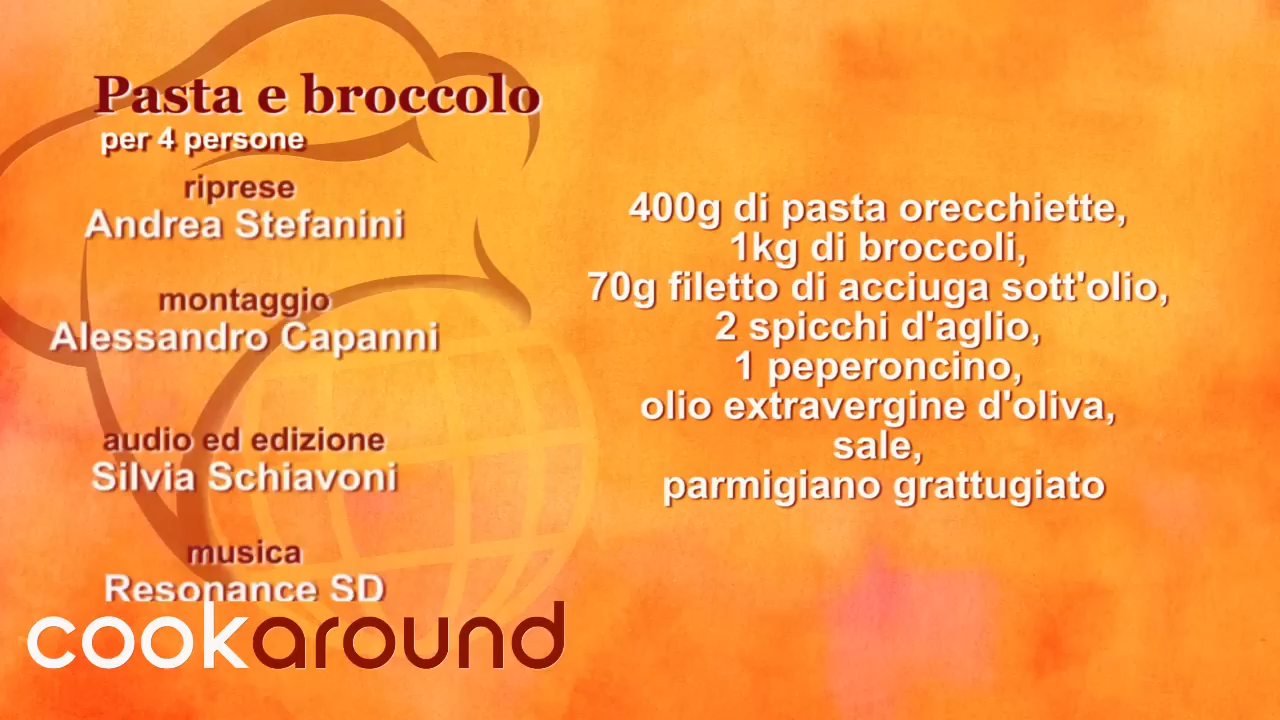 Pasta e broccolo
per 4 persone
riprese
Andrea Stefanini
montaggio
Alessandro Capanni
audio ed edizione
Silvia Schiavoni
musica
Resonance SD
cookaround
400g di pasta orecchiette,
1kg di broccoli,
70g filetto di acciuga sott'olio,
2 spicchi d'aglio,
1 peperoncino,
olio extravergine d'oliva,
sale,
parmigiano grattugiato